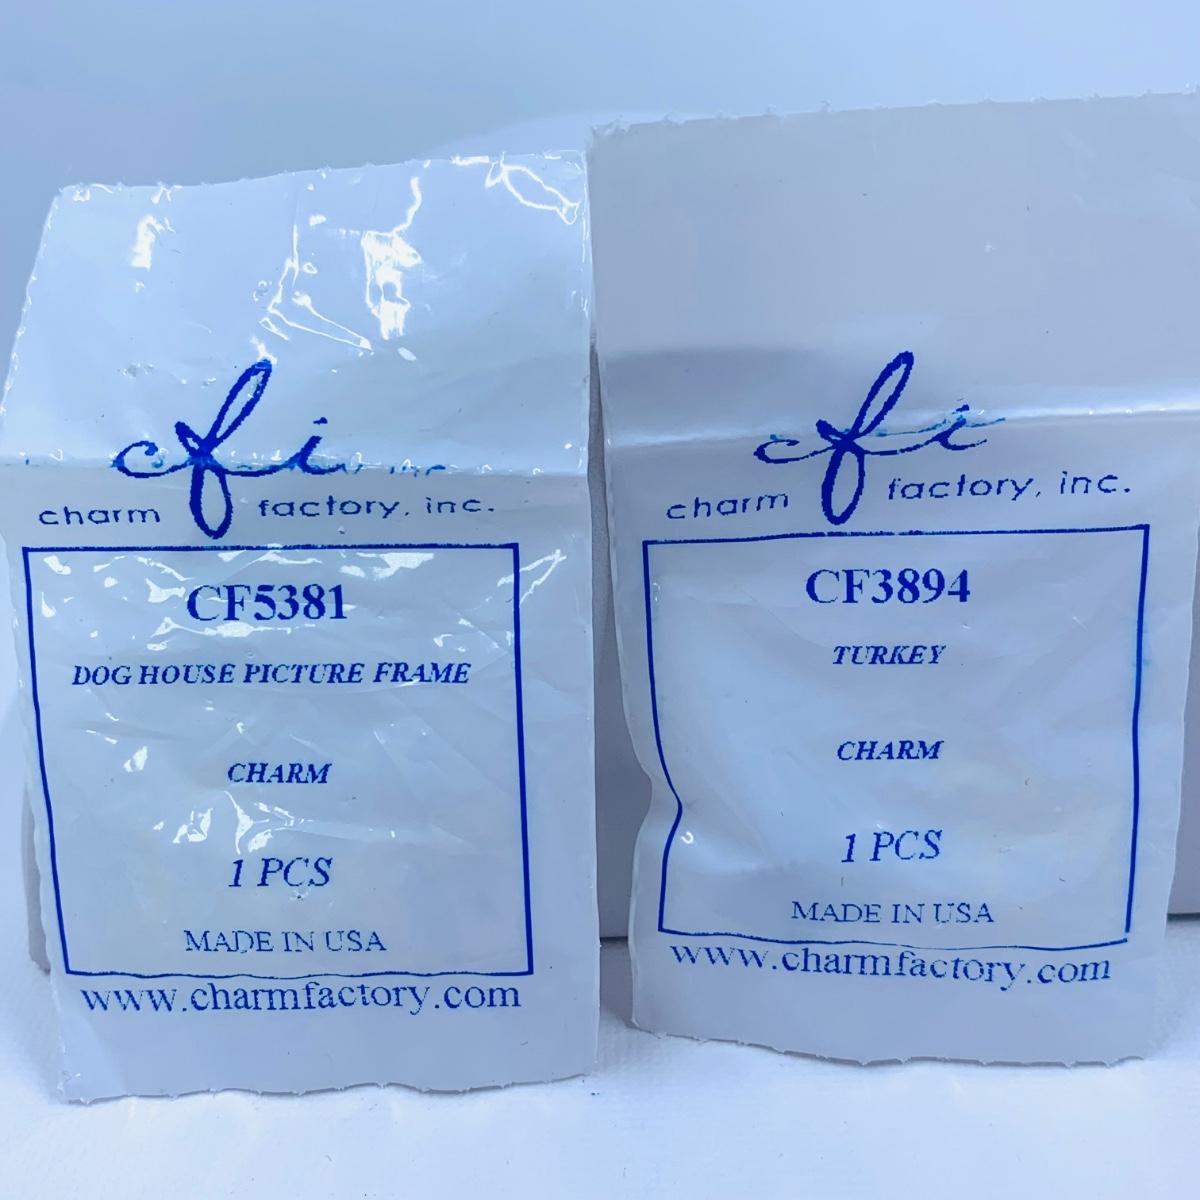 cfi
charm factory, inc.
CF5381
DOG HOUSE PICTURE FRAME
CHARM
1 PCS
MADE IN USA
www.charmfactory.com
cfi
charm factory, inc.
CF3894
TURKEY
CHARM
1 PCS
MADE IN USA
www.charmfactory.com